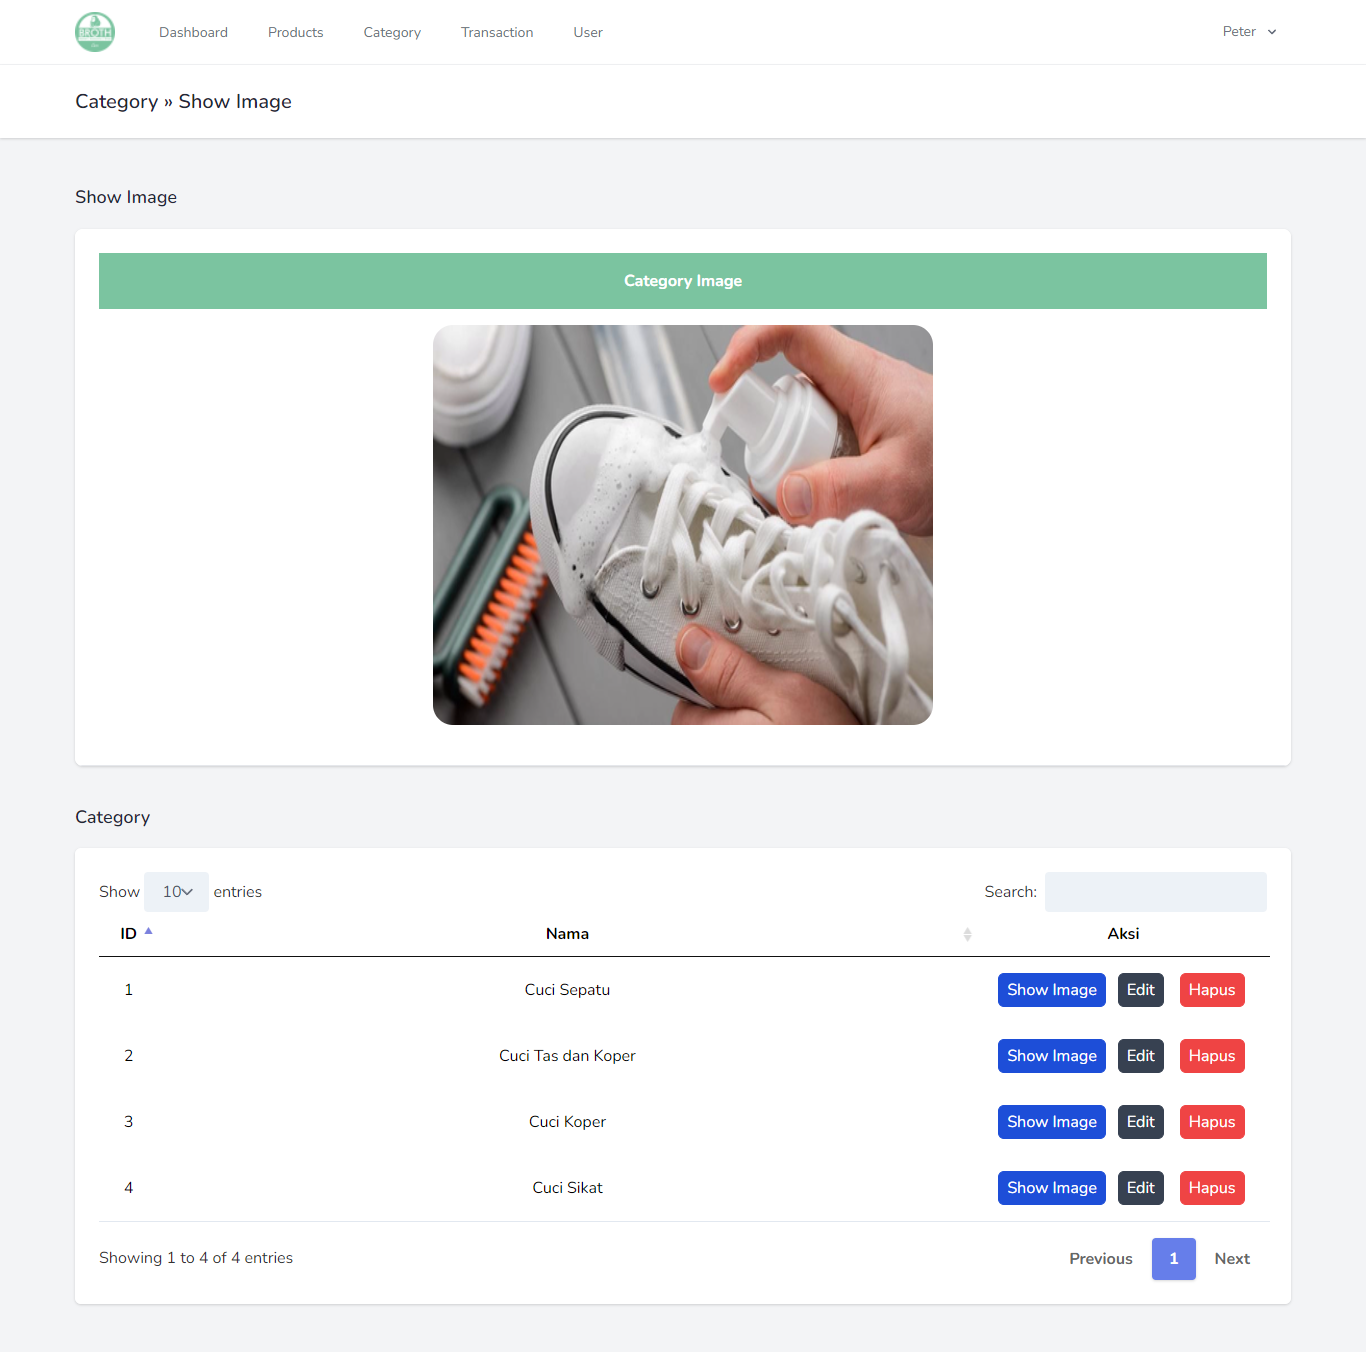 BROTH
Dashboard Products Category Transaction User Peter
Category » Show Image
Show Image
Category Image
Category
Show 10 entries Search:
ID Nama Aksi
1 Cuci Sepatu Show Image Edit Hapus
2 Cuci Tas dan Koper Show Image Edit Hapus
3 Cuci Koper Show Image Edit Hapus
4 Cuci Sikat Show Image Edit Hapus
Showing 1 to 4 of 4 entries Previous 1 Next